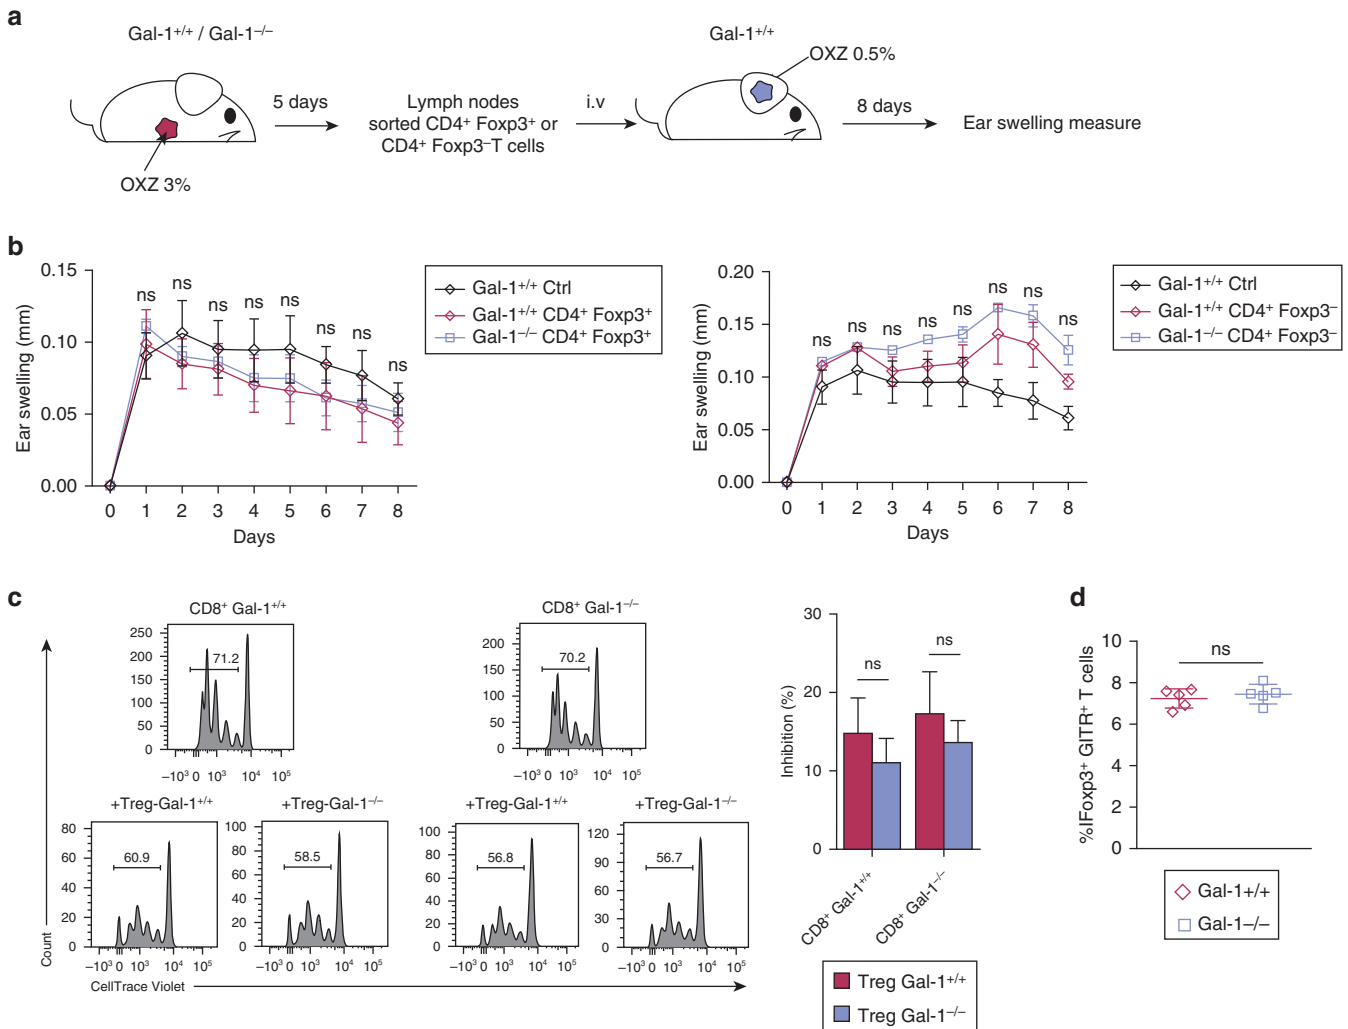 a
Gal-1+/+ / Gal-1−/−
OXZ 3%
5 days
Lymph nodes
sorted CD4+ Foxp3+ or
CD4+ Foxp3−T cells
i.v
Gal-1+/+
OXZ 0.5%
8 days
Ear swelling measure
b
Ear swelling (mm)
0.15
0.10
0.05
0.00
ns ns ns ns ns ns ns ns
0 1 2 3 4 5 6 7 8
Days
Gal-1+/+ Ctrl
Gal-1+/+ CD4+ Foxp3+
Gal-1−/− CD4+ Foxp3+
Ear swelling (mm)
0.20
0.15
0.10
0.05
0.00
ns ns ns ns ns ns ns ns
0 1 2 3 4 5 6 7 8
Days
Gal-1+/+ Ctrl
Gal-1+/+ CD4+ Foxp3−
Gal-1−/− CD4+ Foxp3−
c
CD8+ Gal-1+/+
250
200
150
100
50
0
71.2
−10³ 0 10³ 10⁴ 10⁵
CD8+ Gal-1−/−
200
150
100
50
0
70.2
−10³ 0 10³ 10⁴ 10⁵
+Treg-Gal-1+/+
80
60
40
20
0
60.9
−10³ 0 10³ 10⁴ 10⁵
+Treg-Gal-1−/−
100
80
60
40
20
0
58.5
−10³ 0 10³ 10⁴ 10⁵
+Treg-Gal-1+/+
100
80
60
40
20
0
56.8
−10³ 0 10³ 10⁴ 10⁵
+Treg-Gal-1−/−
120
90
60
30
0
56.7
−10³ 0 10³ 10⁴ 10⁵
Count
CellTrace Violet
Inhibition (%)
30
20
10
0
ns
ns
CD8+ Gal-1+/+
CD8+ Gal-1−/−
Treg Gal-1+/+
Treg Gal-1−/−
d
%lFoxp3+ GITR+ T cells
10
8
6
4
2
0
ns
Gal-1+/+
Gal-1−/−